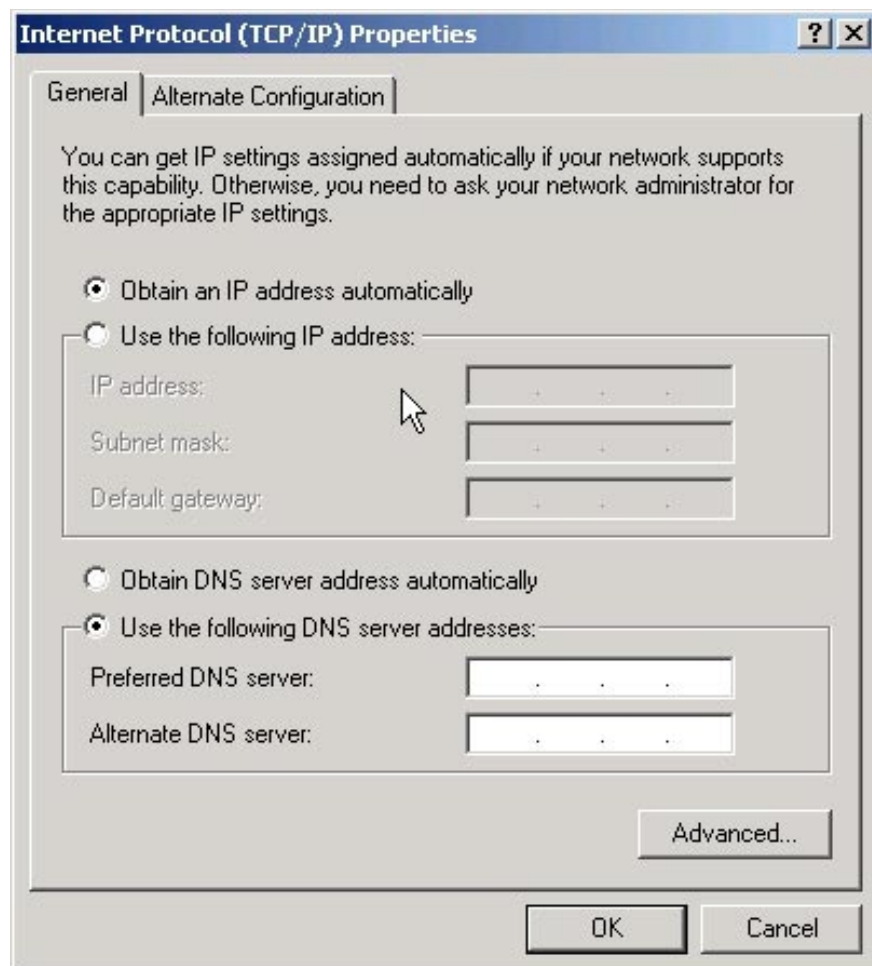 Internet Protocol (TCP/IP) Properties
General
Alternate Configuration
You can get IP settings assigned automatically if your network supports
this capability. Otherwise, you need to ask your network administrator for
the appropriate IP settings.
Obtain an IP address automatically
Use the following IP address:
IP address:
Subnet mask:
Default gateway:
Obtain DNS server address automatically
Use the following DNS server addresses:
Preferred DNS server:
Alternate DNS server:
Advanced...
OK
Cancel